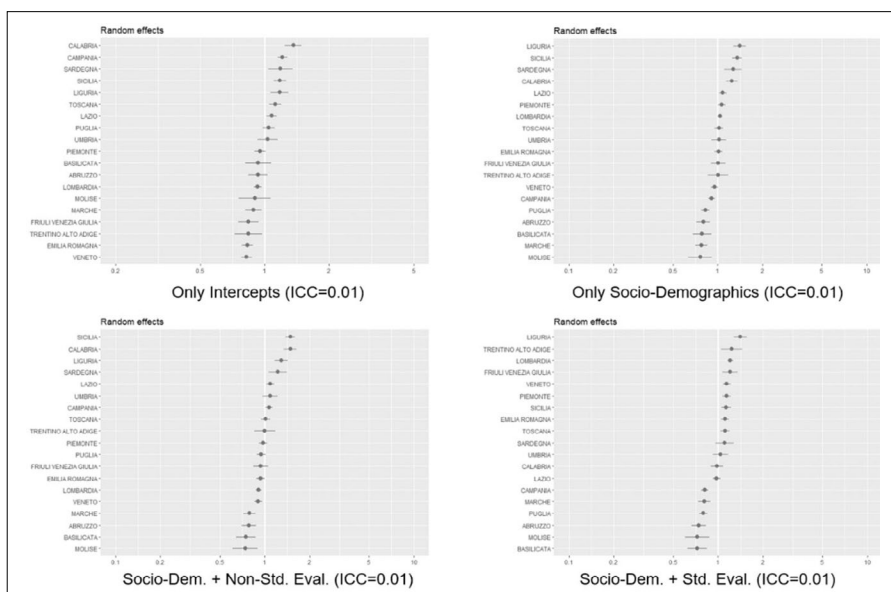 Random effects
CALABRIA
CAMPANIA
SARDEGNA
SICILIA
LIGURIA
TOSCANA
LAZIO
PUGLIA
UMBRIA
PIEMONTE
BASILICATA
ABRUZZO
LOMBARDIA
MOLISE
MARCHE
FRIULI VENEZIA GIULIA
TRENTINO ALTO ADIGE
EMILIA ROMAGNA
VENETO
0.2 0.5 1 2 5
Only Intercepts (ICC=0.01)
Random effects
LIGURIA
SICILIA
SARDEGNA
CALABRIA
LAZIO
PIEMONTE
LOMBARDIA
TOSCANA
UMBRIA
EMILIA ROMAGNA
FRIULI VENEZIA GIULIA
TRENTINO ALTO ADIGE
VENETO
CAMPANIA
PUGLIA
ABRUZZO
BASILICATA
MARCHE
MOLISE
0.1 0.2 0.5 1 2 5 10
Only Socio-Demographics (ICC=0.01)
Random effects
SICILIA
CALABRIA
LIGURIA
SARDEGNA
LAZIO
UMBRIA
CAMPANIA
TOSCANA
TRENTINO ALTO ADIGE
PIEMONTE
PUGLIA
FRIULI VENEZIA GIULIA
EMILIA ROMAGNA
LOMBARDIA
VENETO
MARCHE
ABRUZZO
BASILICATA
MOLISE
0.1 0.2 0.5 1 2 5 10
Socio-Dem. + Non-Std. Eval. (ICC=0.01)
Random effects
LIGURIA
TRENTINO ALTO ADIGE
LOMBARDIA
FRIULI VENEZIA GIULIA
VENETO
PIEMONTE
SICILIA
EMILIA ROMAGNA
TOSCANA
SARDEGNA
UMBRIA
CALABRIA
LAZIO
CAMPANIA
MARCHE
PUGLIA
ABRUZZO
MOLISE
BASILICATA
0.1 0.2 0.5 1 2 5 10
Socio-Dem. + Std. Eval. (ICC=0.01)